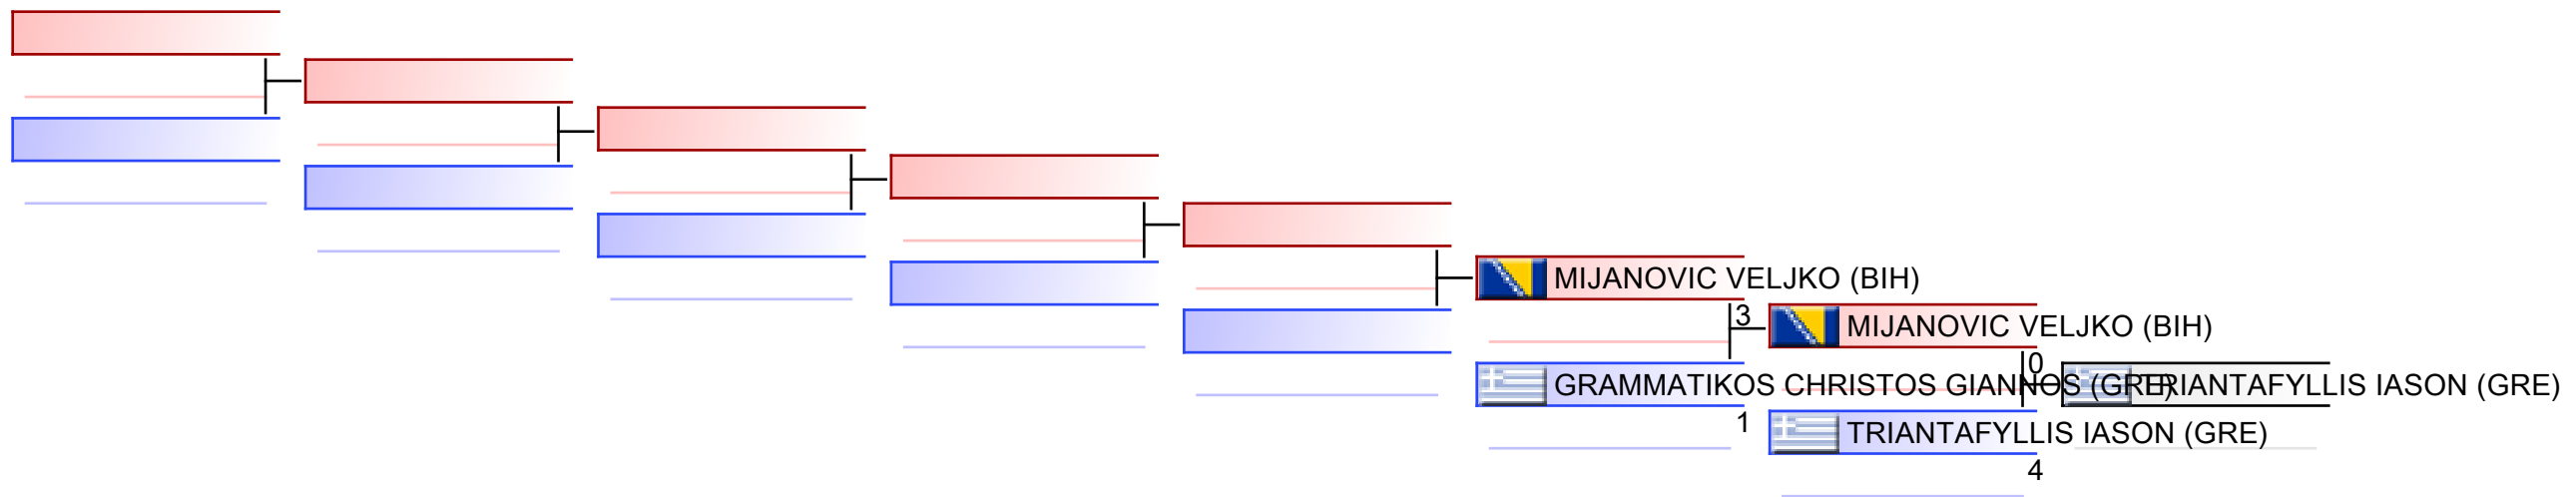 MIJANOVIC VELJKO (BIH)
3
MIJANOVIC VELJKO (BIH)
0
GRAMMATIKOS CHRISTOS GIANNOS (GRE)
TRIANTAFYLLIS IASON (GRE)
1
TRIANTAFYLLIS IASON (GRE)
4